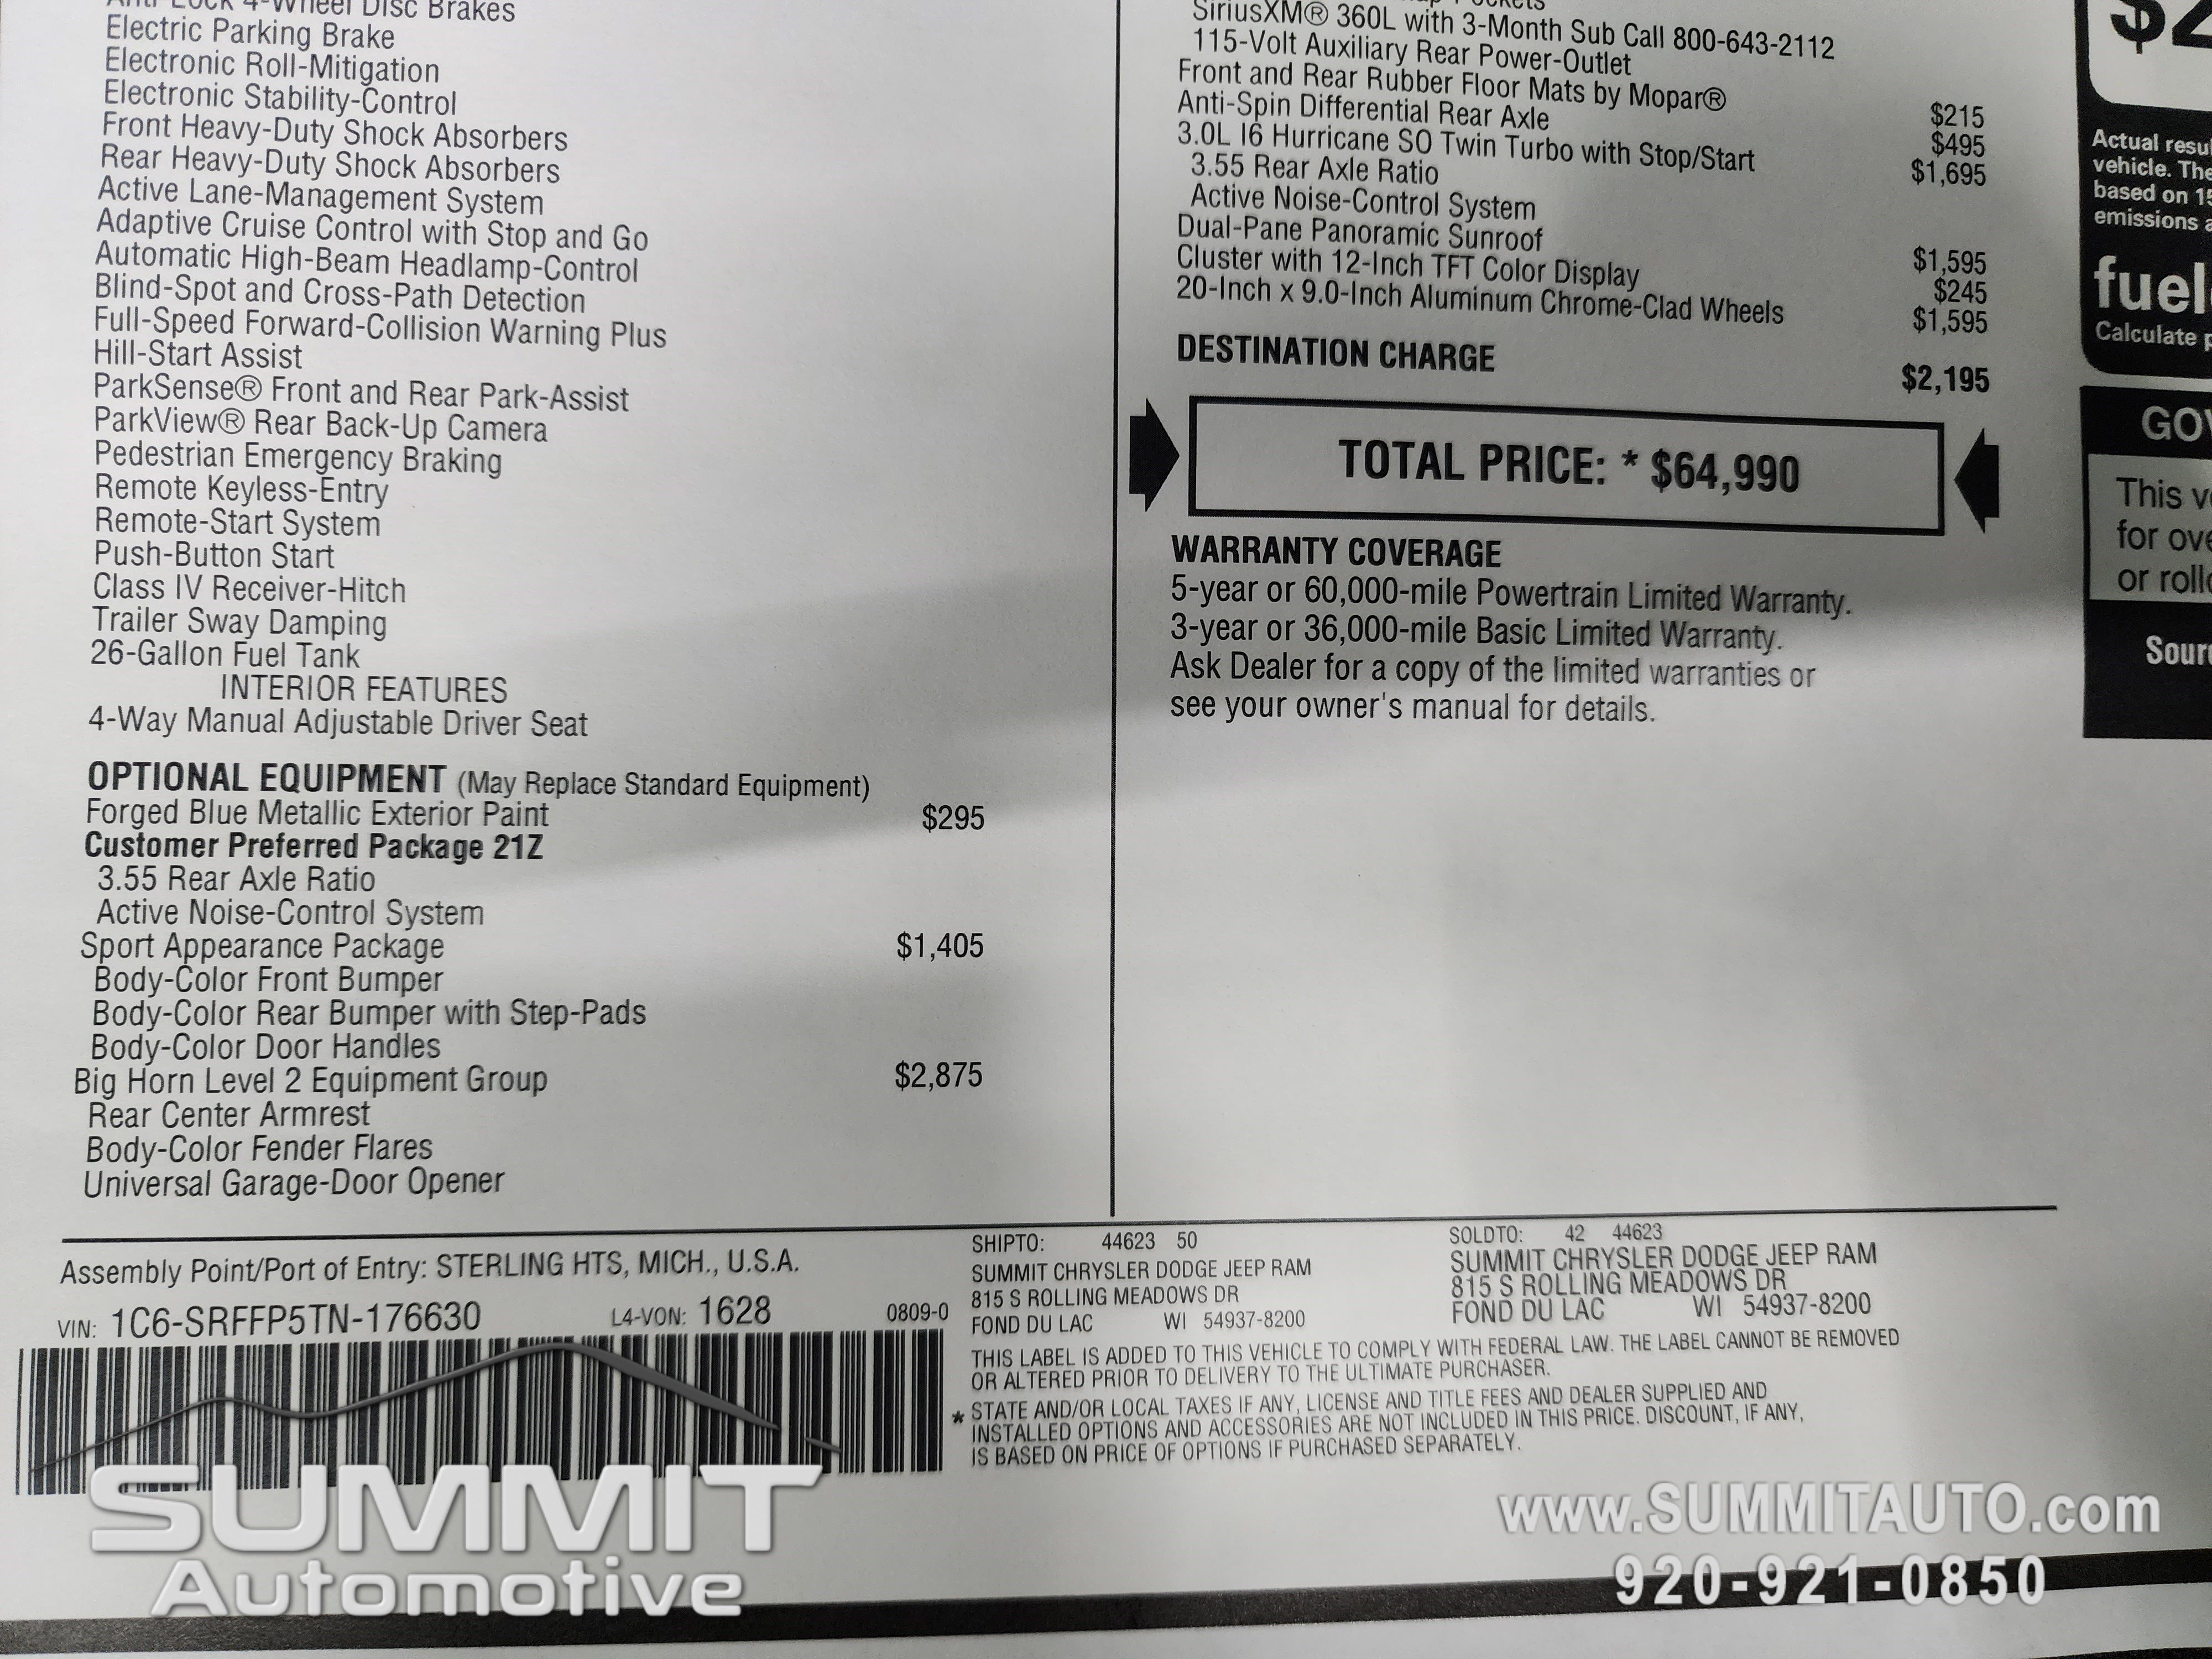 4-Wheel Disc Brakes
Electric Parking Brake
Electronic Roll-Mitigation
Electronic Stability-Control
Front Heavy-Duty Shock Absorbers
Rear Heavy-Duty Shock Absorbers
Active Lane-Management System
Adaptive Cruise Control with Stop and Go
Automatic High-Beam Headlamp-Control
Blind-Spot and Cross-Path Detection
Full-Speed Forward-Collision Warning Plus
Hill-Start Assist
ParkSense® Front and Rear Park-Assist
ParkView® Rear Back-Up Camera
Pedestrian Emergency Braking
Remote Keyless-Entry
Remote-Start System
Push-Button Start
Class IV Receiver-Hitch
Trailer Sway Damping
26-Gallon Fuel Tank
INTERIOR FEATURES
4-Way Manual Adjustable Driver Seat
OPTIONAL EQUIPMENT (May Replace Standard Equipment)
Forged Blue Metallic Exterior Paint $295
Customer Preferred Package 21Z
3.55 Rear Axle Ratio
Active Noise-Control System
Sport Appearance Package $1,405
Body-Color Front Bumper
Body-Color Rear Bumper with Step-Pads
Body-Color Door Handles
Big Horn Level 2 Equipment Group $2,875
Rear Center Armrest
Body-Color Fender Flares
Universal Garage-Door Opener
SiriusXM® 360L with 3-Month Sub Call 800-643-2112
115-Volt Auxiliary Rear Power-Outlet
Front and Rear Rubber Floor Mats by Mopar® $215
Anti-Spin Differential Rear Axle $495
3.0L I6 Hurricane SO Twin Turbo with Stop/Start $1,695
3.55 Rear Axle Ratio
Active Noise-Control System
Dual-Pane Panoramic Sunroof $1,595
Cluster with 12-Inch TFT Color Display $245
20-Inch x 9.0-Inch Aluminum Chrome-Clad Wheels $1,595
DESTINATION CHARGE $2,195
TOTAL PRICE: * $64,990
WARRANTY COVERAGE
5-year or 60,000-mile Powertrain Limited Warranty.
3-year or 36,000-mile Basic Limited Warranty.
Ask Dealer for a copy of the limited warranties or
see your owner's manual for details.
$2
Actual
vehicle.
based on
emissions
Calculate
This
for
or
Assembly Point/Port of Entry: STERLING HTS, MICH., U.S.A.
VIN: 1C6-SRFFP5TN-176630 L4-VON: 1628 0809-0
SHIPTO: 44623 50
SUMMIT CHRYSLER DODGE JEEP RAM
815 S ROLLING MEADOWS DR
FOND DU LAC WI 54937-8200
SOLDTO: 42 44623
SUMMIT CHRYSLER DODGE JEEP RAM
815 S ROLLING MEADOWS DR
FOND DU LAC WI 54937-8200
THIS LABEL IS ADDED TO THIS VEHICLE TO COMPLY WITH FEDERAL LAW. THE LABEL CANNOT BE REMOVED
OR ALTERED PRIOR TO DELIVERY TO THE ULTIMATE PURCHASER.
* STATE AND/OR LOCAL TAXES IF ANY, LICENSE AND TITLE FEES AND DEALER SUPPLIED AND
INSTALLED OPTIONS AND ACCESSORIES ARE NOT INCLUDED IN THIS PRICE. DISCOUNT, IF ANY,
IS BASED ON PRICE OF OPTIONS IF PURCHASED SEPARATELY.
SUMMIT
Automotive
www.SUMMITAUTO.com
920-921-0850